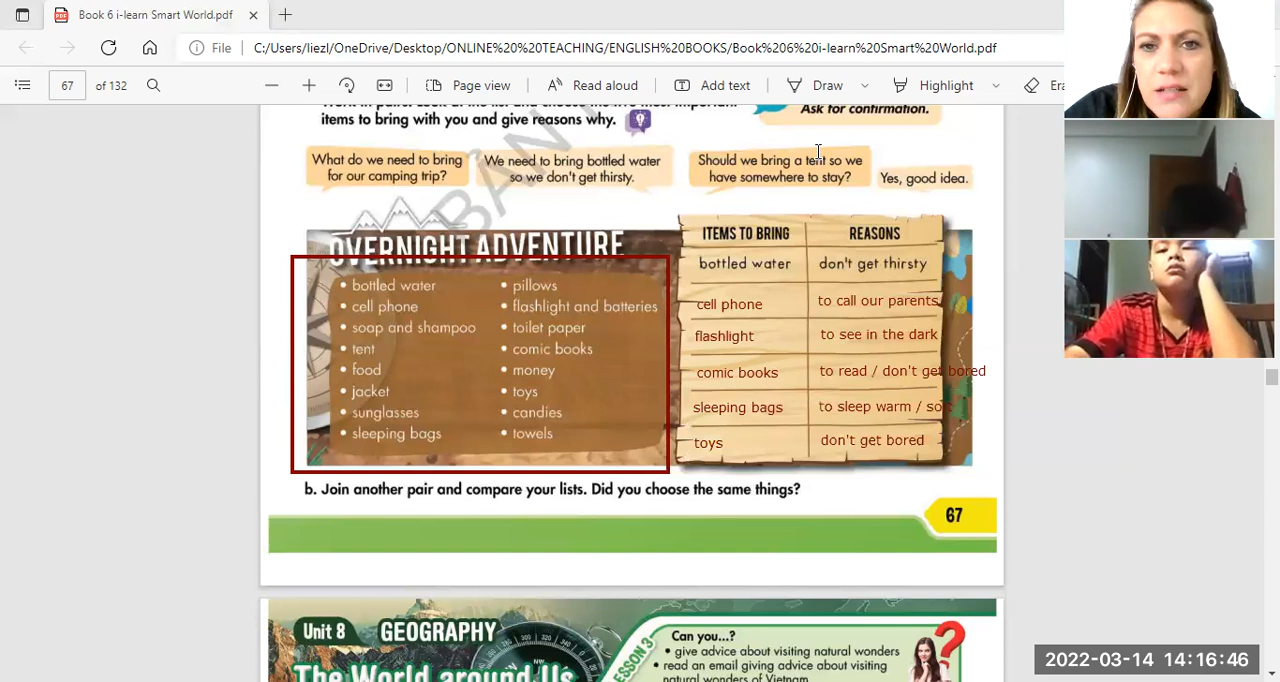 Book 6 i-learn Smart World.pdf
File
C:/Users/liezl/OneDrive/Desktop/ONLINE%20%20TEACHING/ENGLISH%20BOOKS/Book%206%20i-learn%20Smart%20World.pdf
67 of 132
Page view
Read aloud
Add text
Draw
Highlight
items to bring with you and give reasons why.
Ask for confirmation.
What do we need to bring
for our camping trip?
We need to bring bottled water
so we don't get thirsty.
Should we bring a tent so we
have somewhere to stay?
Yes, good idea.
BẢN
OVERNIGHT ADVENTURE
• bottled water
• cell phone
• soap and shampoo
• tent
• food
• jacket
• sunglasses
• sleeping bags
• pillows
• flashlight and batteries
• toilet paper
• comic books
• money
• toys
• candies
• towels
ITEMS TO BRING REASONS
bottled water don't get thirsty
cell phone to call our parents
flashlight to see in the dark
comic books to read / don't get bored
sleeping bags to sleep warm /
toys don't get bored
b. Join another pair and compare your lists. Did you choose the same things?
67
Unit 8 GEOGRAPHY
The World around Us
LESSON 3
Can you...?
• give advice about visiting natural wonders
• read an email giving advice about visiting
natural wonders of Vietnam
2022-03-14 14:16:46